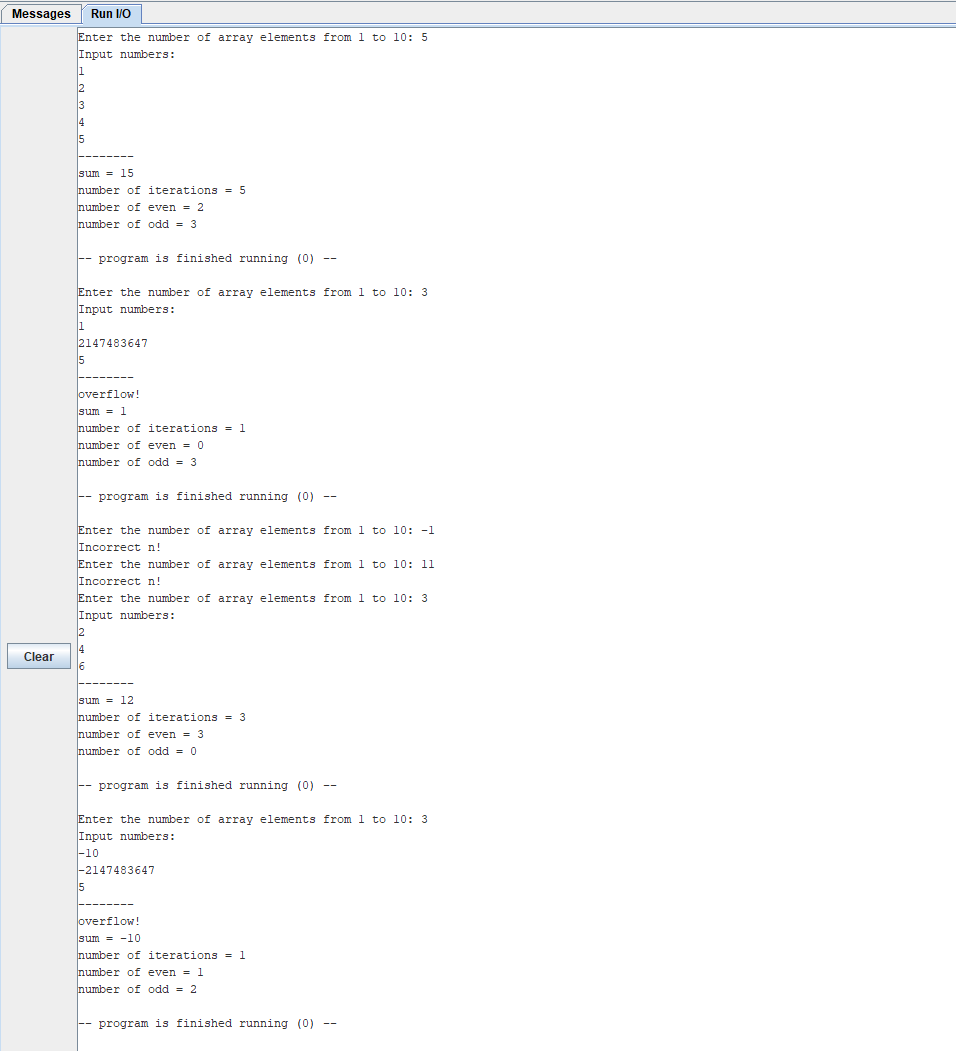 Messages Run I/O
Enter the number of array elements from 1 to 10: 5
Input numbers:
1
2
3
4
5
--------
sum = 15
number of iterations = 5
number of even = 2
number of odd = 3
-- program is finished running (0) --
Enter the number of array elements from 1 to 10: 3
Input numbers:
1
2147483647
5
--------
overflow!
sum = 1
number of iterations = 1
number of even = 0
number of odd = 3
-- program is finished running (0) --
Enter the number of array elements from 1 to 10: -1
Incorrect n!
Enter the number of array elements from 1 to 10: 11
Incorrect n!
Enter the number of array elements from 1 to 10: 3
Input numbers:
2
4
6
--------
sum = 12
number of iterations = 3
number of even = 3
number of odd = 0
-- program is finished running (0) --
Enter the number of array elements from 1 to 10: 3
Input numbers:
-10
-2147483647
5
--------
overflow!
sum = -10
number of iterations = 1
number of even = 1
number of odd = 2
-- program is finished running (0) --
Clear